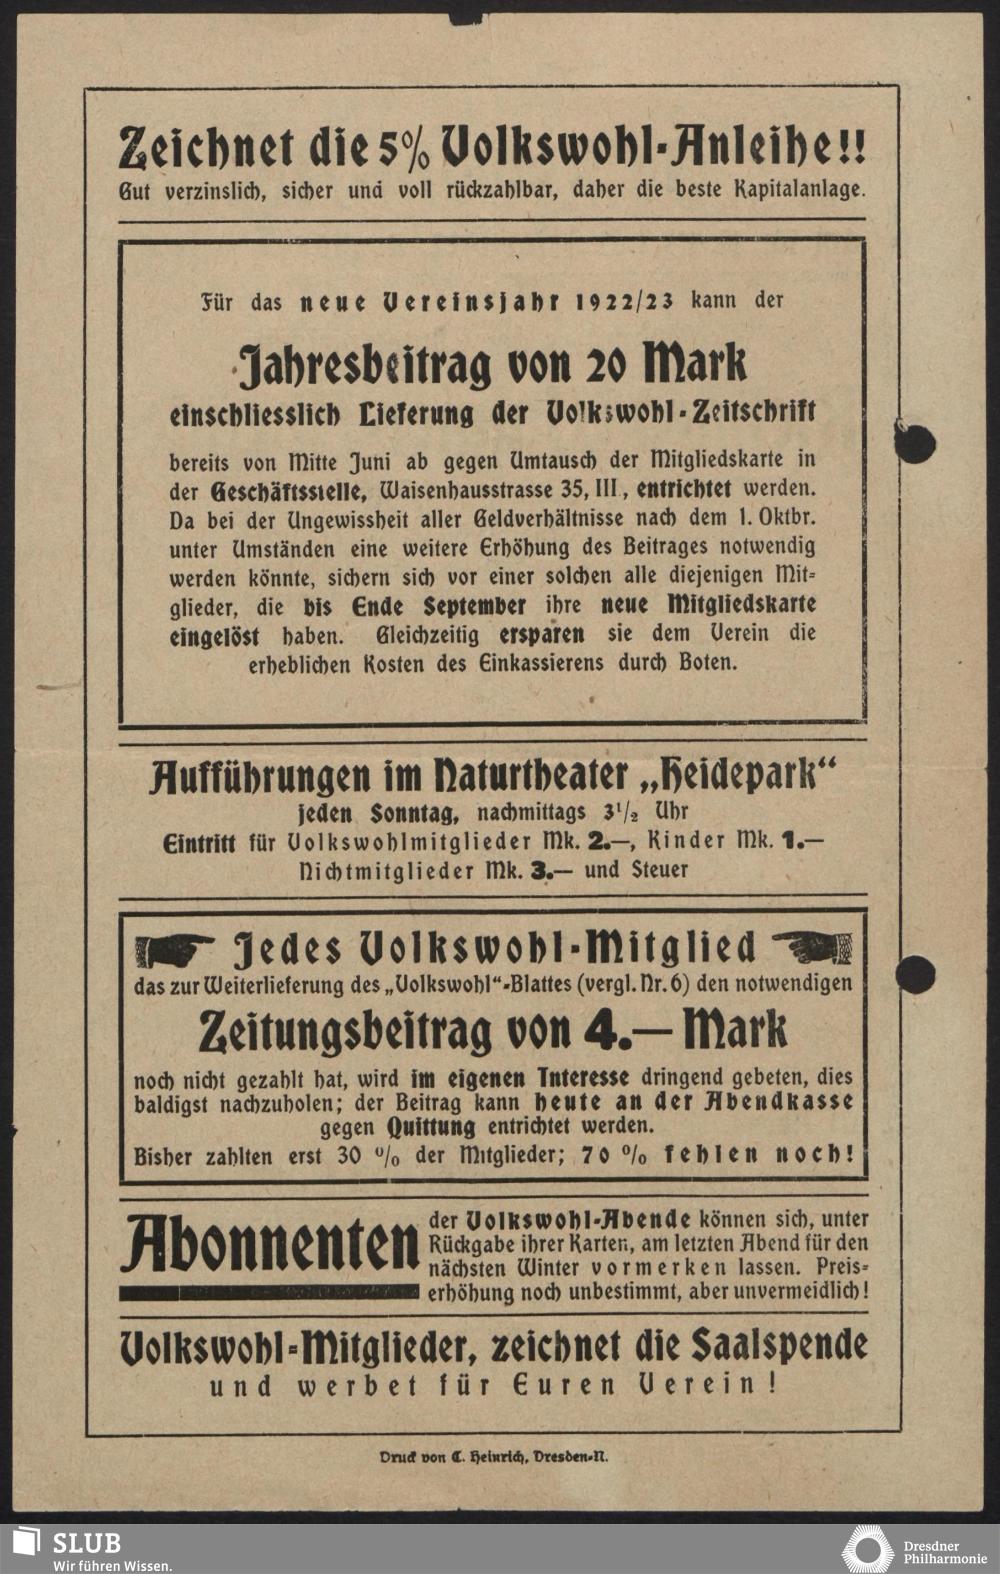 Zeichnet die 5% Volkswohl-Anleihe!!
Gut verzinslich, sicher und voll rückzahlbar, daher die beste Kapitalanlage.
Für das neue Vereinsjahr 1922/23 kann der
Jahresbeitrag von 20 Mark
einschliesslich Lieferung der Volkswohl-Zeitschrift
bereits von Mitte Juni ab gegen Umtausch der Mitgliedskarte in
der Geschäftsstelle, Waisenhausstrasse 35, III., entrichtet werden.
Da bei der Ungewissheit aller Geldverhältnisse nach dem 1. Oktbr.
unter Umständen eine weitere Erhöhung des Beitrages notwendig
werden könnte, sichern sich vor einer solchen alle diejenigen Mit-
glieder, die bis Ende September ihre neue Mitgliedskarte
eingelöst haben. Gleichzeitig ersparen sie dem Verein die
erheblichen Kosten des Einkassierens durch Boten.
Aufführungen im Naturtheater „Heidepark“
jeden Sonntag, nachmittags 3 1/2 Uhr
Eintritt für Volkswohlmitglieder Mk. 2.—, Kinder Mk. 1.—
Nichtmitglieder Mk. 3.— und Steuer
Jedes Volkswohl-Mitglied
das zur Weiterlieferung des „Volkswohl“-Blattes (vergl. Nr. 6) den notwendigen
Zeitungsbeitrag von 4.— Mark
noch nicht gezahlt hat, wird im eigenen Interesse dringend gebeten, dies
baldigst nachzuholen; der Beitrag kann heute an der Abendkasse
gegen Quittung entrichtet werden.
Bisher zahlten erst 30 % der Mitglieder; 70 % fehlen noch!
Abonnenten
der Volkswohl-Abende können sich, unter
Rückgabe ihrer Karten, am letzten Abend für den
nächsten Winter vormerken lassen. Preis-
erhöhung noch unbestimmt, aber unvermeidlich!
Volkswohl-Mitglieder, zeichnet die Saalspende
und werbet für Euren Verein!
Druck von C. Heinrich, Dresden-N.
SLUB
Wir führen Wissen.
Dresdner
Philharmonie